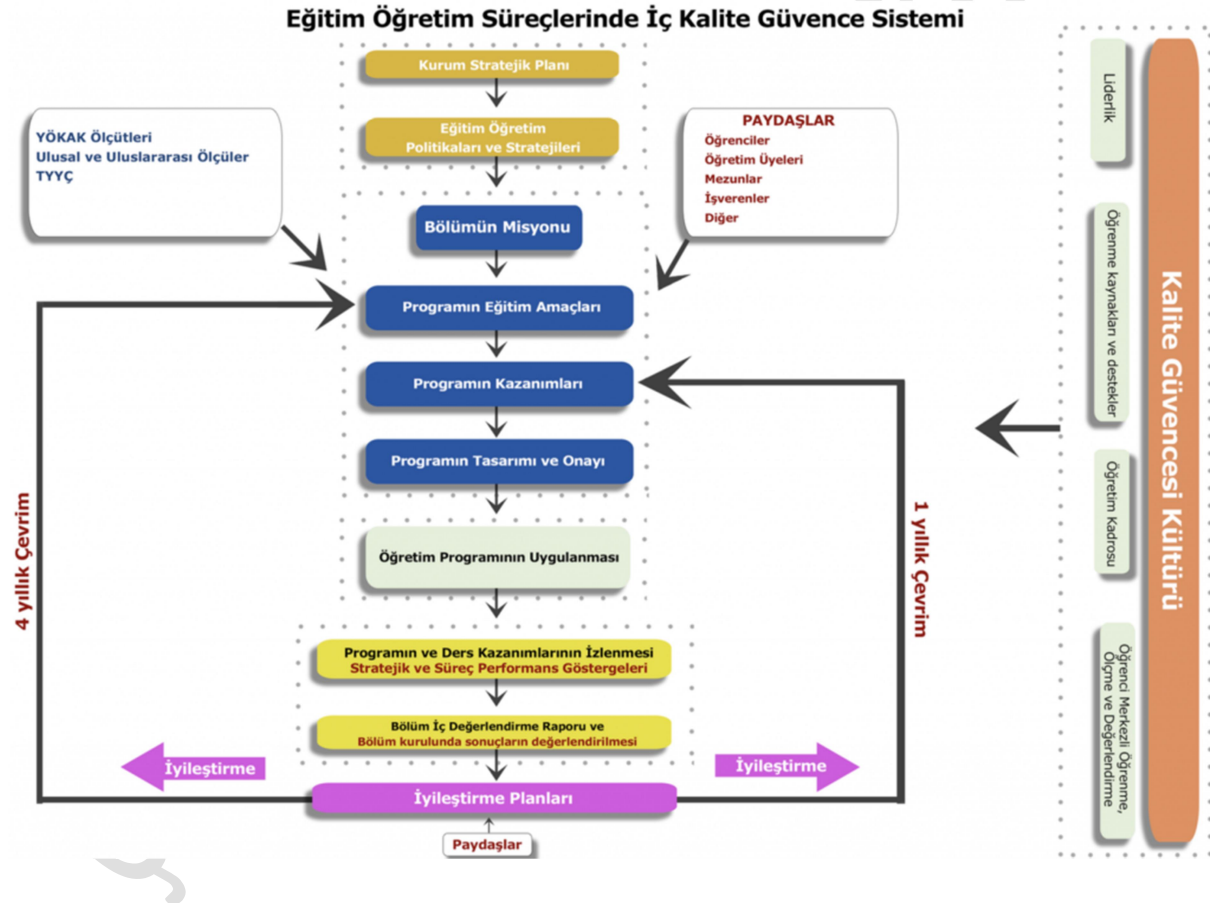 Eğitim Öğretim Süreçlerinde İç Kalite Güvence Sistemi
Kurum Stratejik Planı
Eğitim Öğretim
Politikaları ve Stratejileri
YÖKAK Ölçütleri
Ulusal ve Uluslararası Ölçüler
TYYÇ
PAYDAŞLAR
Öğrenciler
Öğretim Üyeleri
Mezunlar
İşverenler
Diğer
Bölümün Misyonu
Programın Eğitim Amaçları
Programın Kazanımları
Programın Tasarımı ve Onayı
Öğretim Programının Uygulanması
Programın ve Ders Kazanımlarının İzlenmesi
Stratejik ve Süreç Performans Göstergeleri
Bölüm İç Değerlendirme Raporu ve
Bölüm kurulunda sonuçların değerlendirilmesi
İyileştirme
İyileştirme
İyileştirme Planları
Paydaşlar
4 yıllık Çevrim
1 yıllık Çevrim
Liderlik
Öğrenme kaynakları ve destekler
Öğretim Kadrosu
Öğrenci Merkezli Öğrenme,
Ölçme ve Değerlendirme
Kalite Güvencesi Kültürü